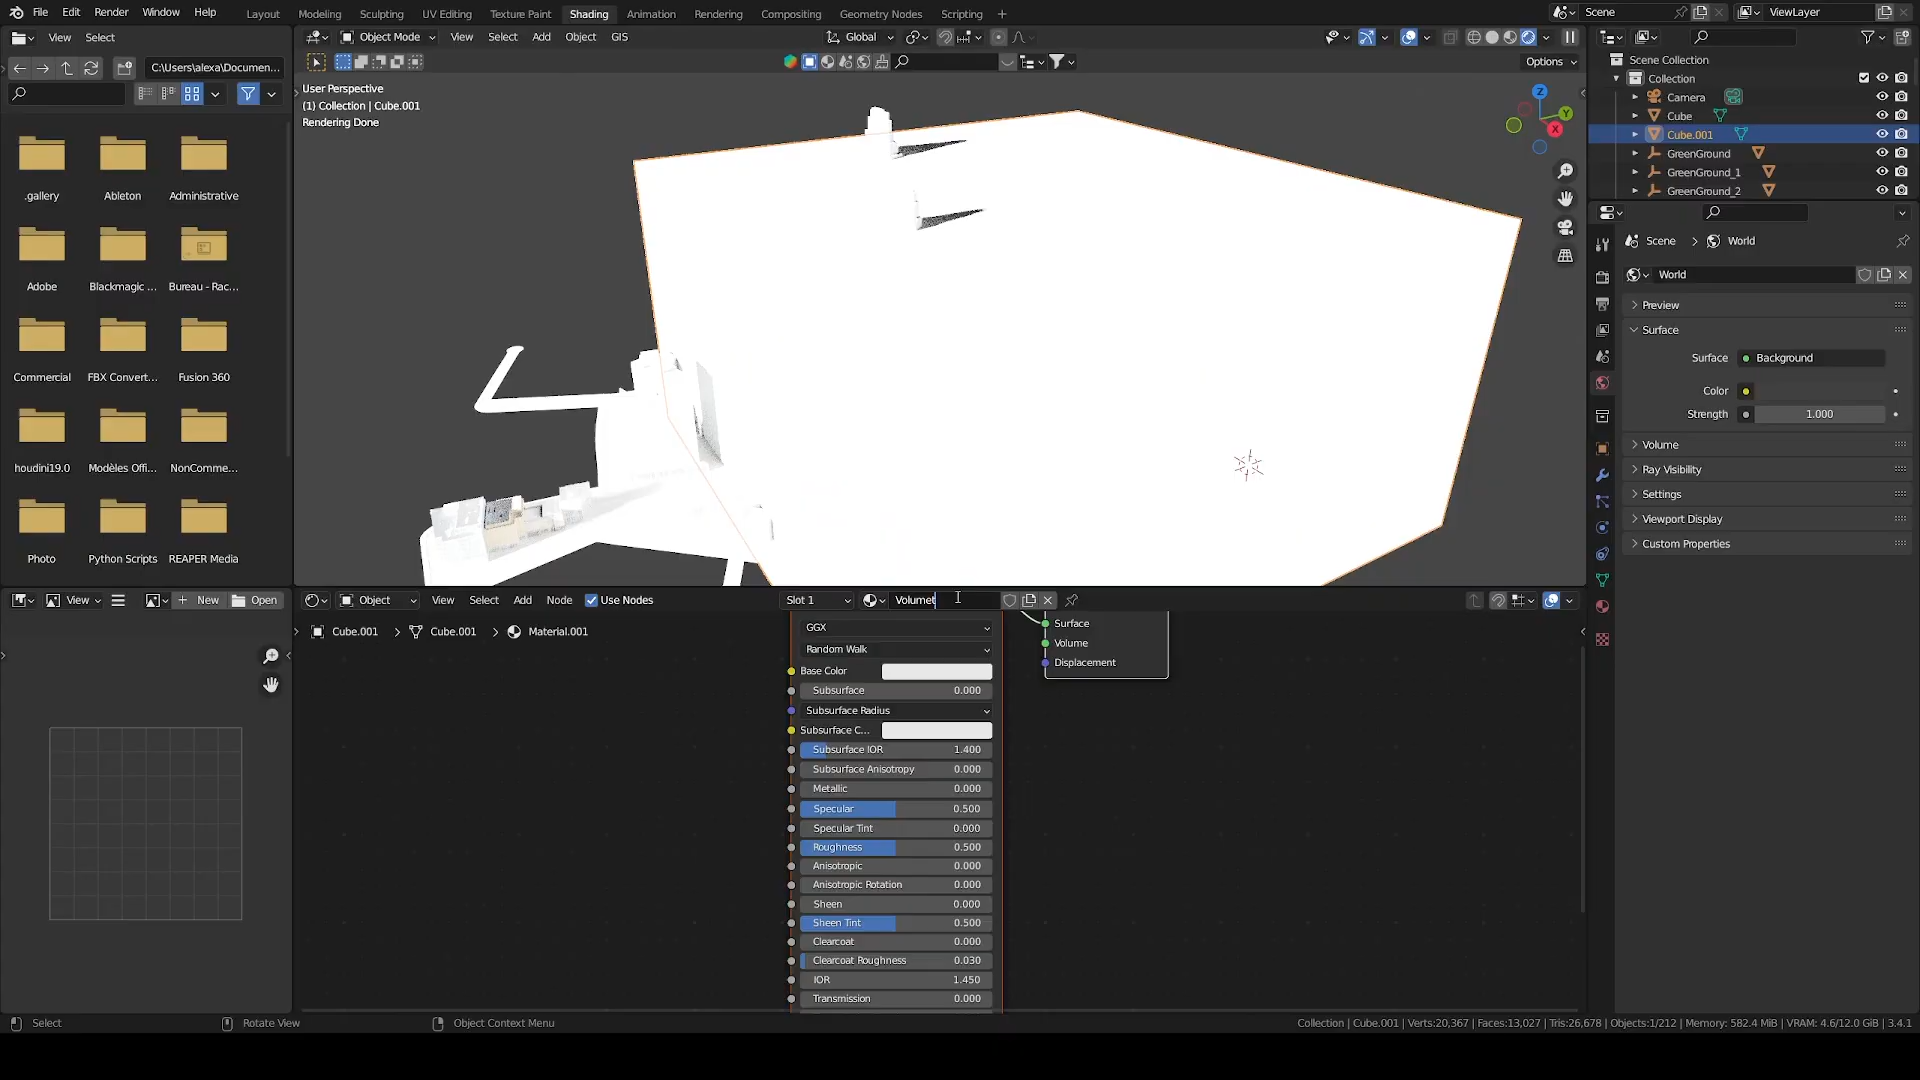 File Edit Render Window Help Layout Modeling Sculpting UV Editing Texture Paint Shading Animation Rendering Compositing Geometry Nodes Scripting + Scene ViewLayer
View Select
Object Mode View Select Add Object GIS Global
C:\Users\alexa\Documen...
Options
User Perspective
(1) Collection | Cube.001
Rendering Done
Z
Y
X
.gallery Ableton Administrative
Adobe Blackmagic ... Bureau - Rac...
Commercial FBX Convert... Fusion 360
houdini19.0 Modèles Offi... NonComme...
Photo Python Scripts REAPER Media
Scene Collection
Collection
Camera
Cube
Cube.001
GreenGround
GreenGround_1
GreenGround_2
Scene > World
World
Preview
Surface
Surface Background
Color
Strength 1.000
Volume
Ray Visibility
Settings
Viewport Display
Custom Properties
View New Open
Object View Select Add Node Use Nodes Slot 1 Volumet
Cube.001 > Cube.001 > Material.001
Surface
Volume
Displacement
GGX
Random Walk
Base Color
Subsurface 0.000
Subsurface Radius
Subsurface C...
Subsurface IOR 1.400
Subsurface Anisotropy 0.000
Metallic 0.000
Specular 0.500
Specular Tint 0.000
Roughness 0.500
Anisotropic 0.000
Anisotropic Rotation 0.000
Sheen 0.000
Sheen Tint 0.500
Clearcoat 0.000
Clearcoat Roughness 0.030
IOR 1.450
Transmission 0.000
Select Rotate View Object Context Menu Collection | Cube.001 | Verts:20,367 | Faces:13,027 | Tris:26,678 | Objects:1/212 | Memory: 582.4 MiB | VRAM: 4.6/12.0 GiB | 3.4.1